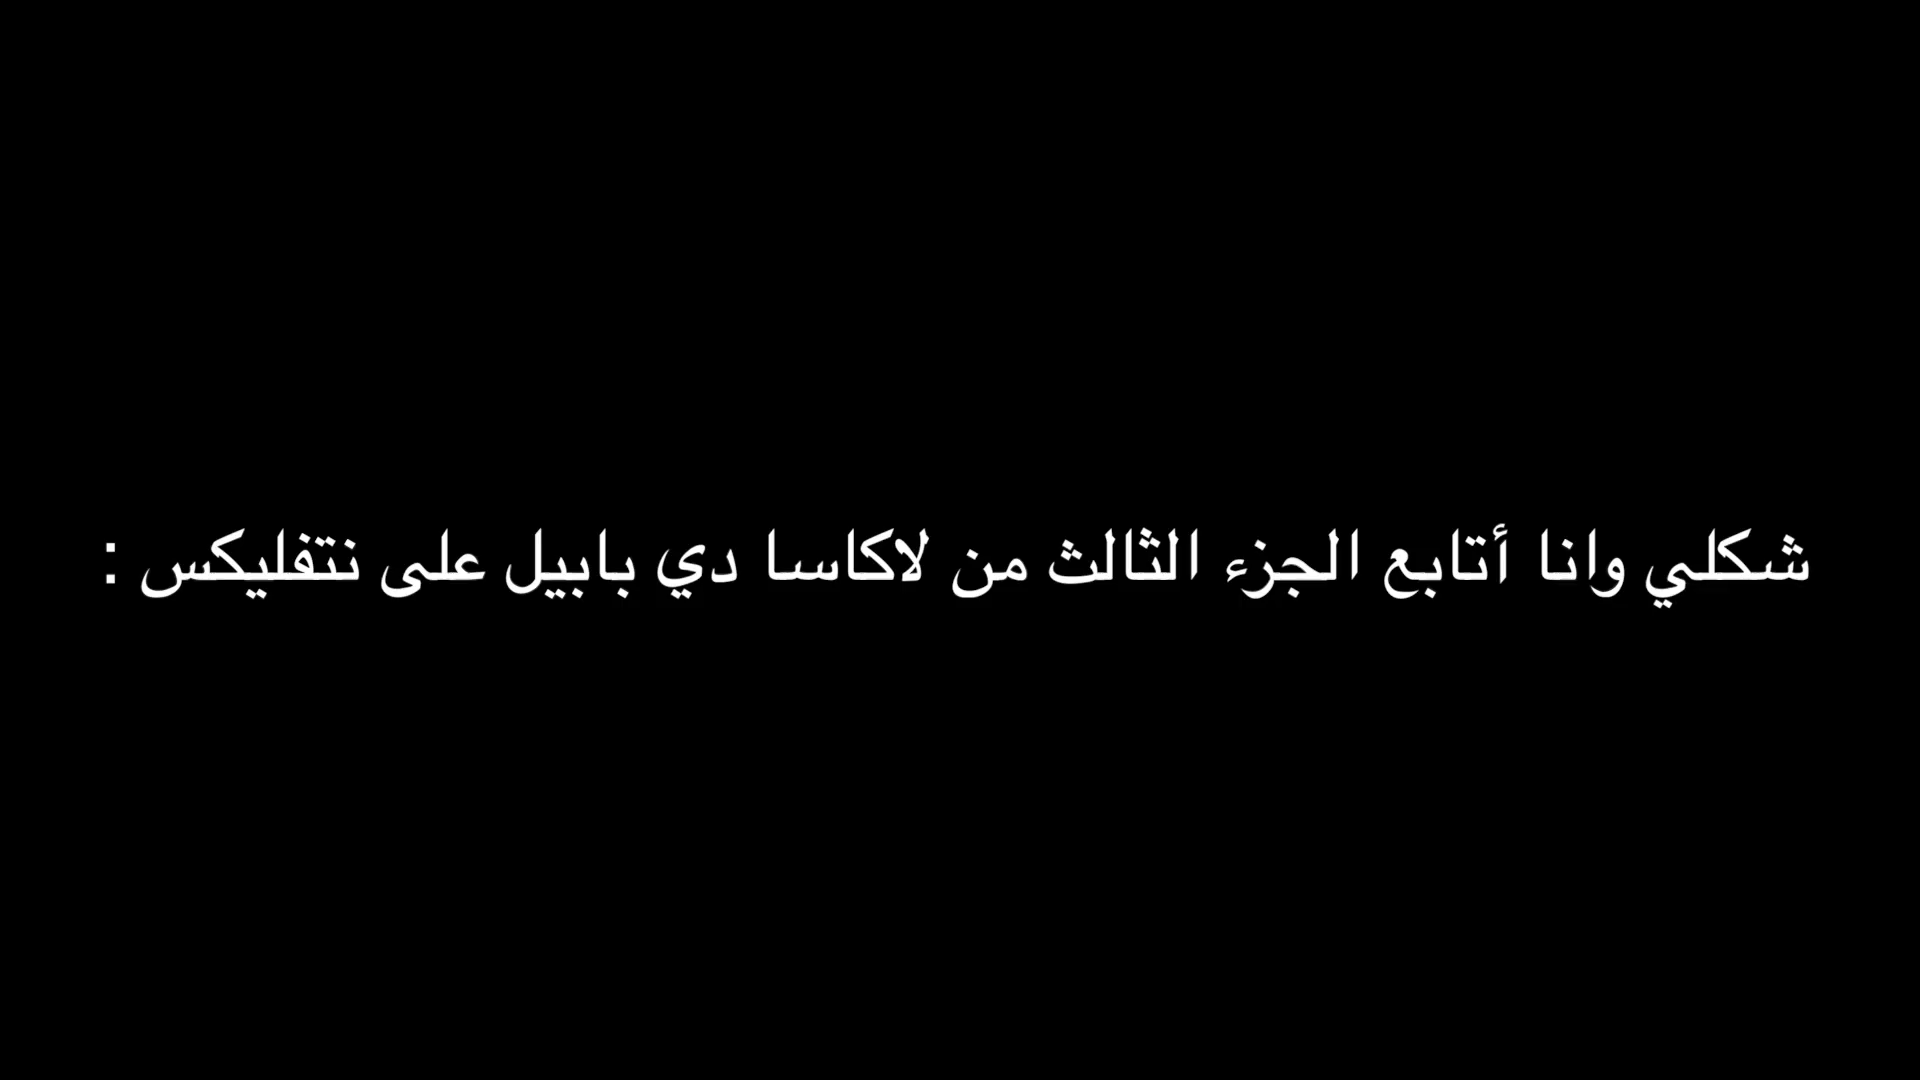 شكلي وانا أتابع الجزء الثالث من لاكاسا دي بابيل على نتفليكس :